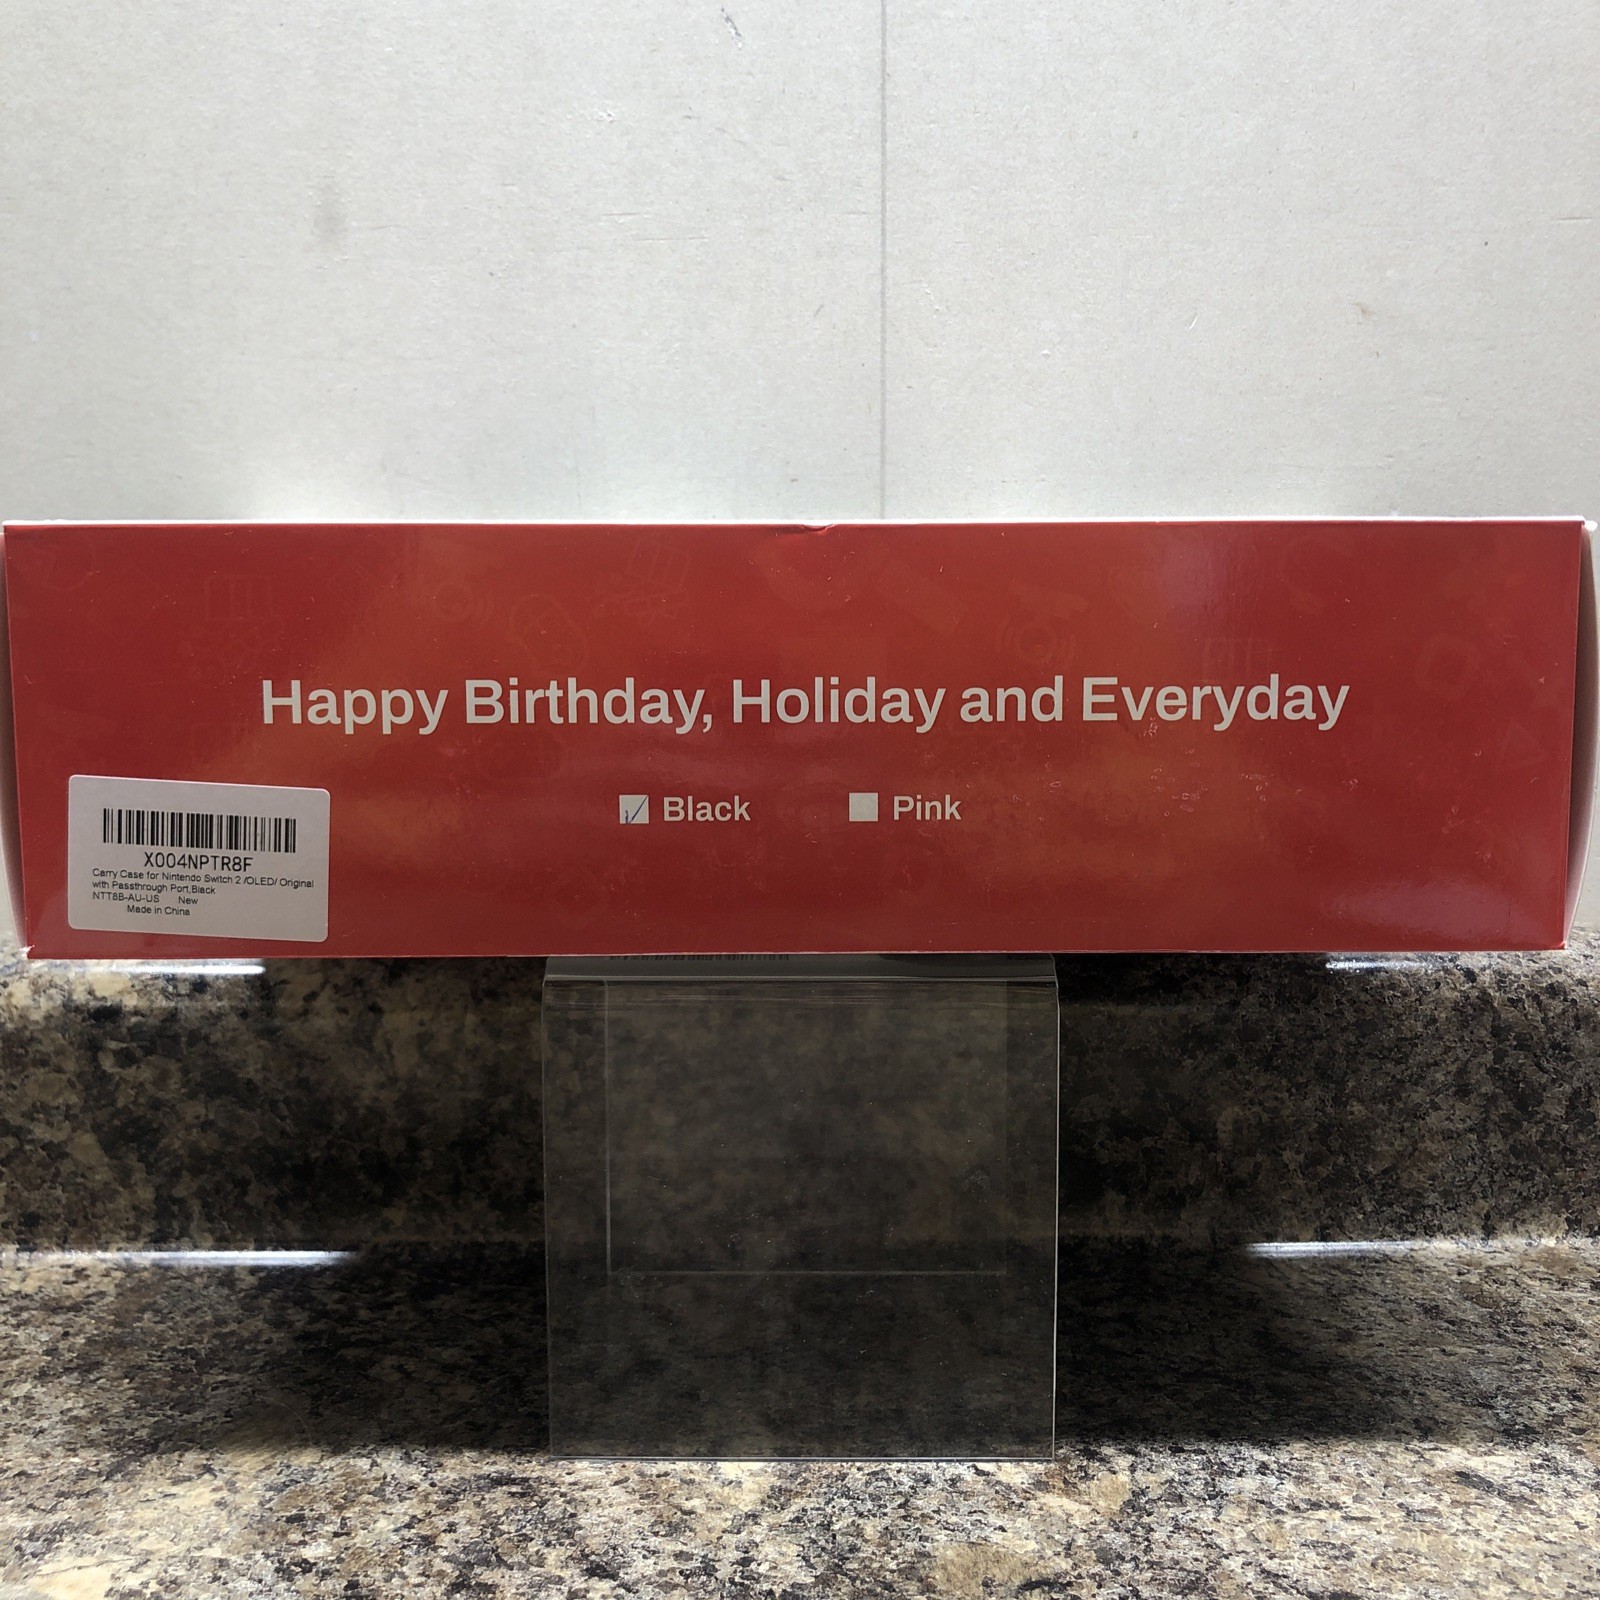 Happy Birthday, Holiday and Everyday
Black
Pink
X004NPTR8F
Carry Case for Nintendo Switch 2 /OLED/ Original
with Passthrough Port,Black
NTT8B-AU-US New
Made in China